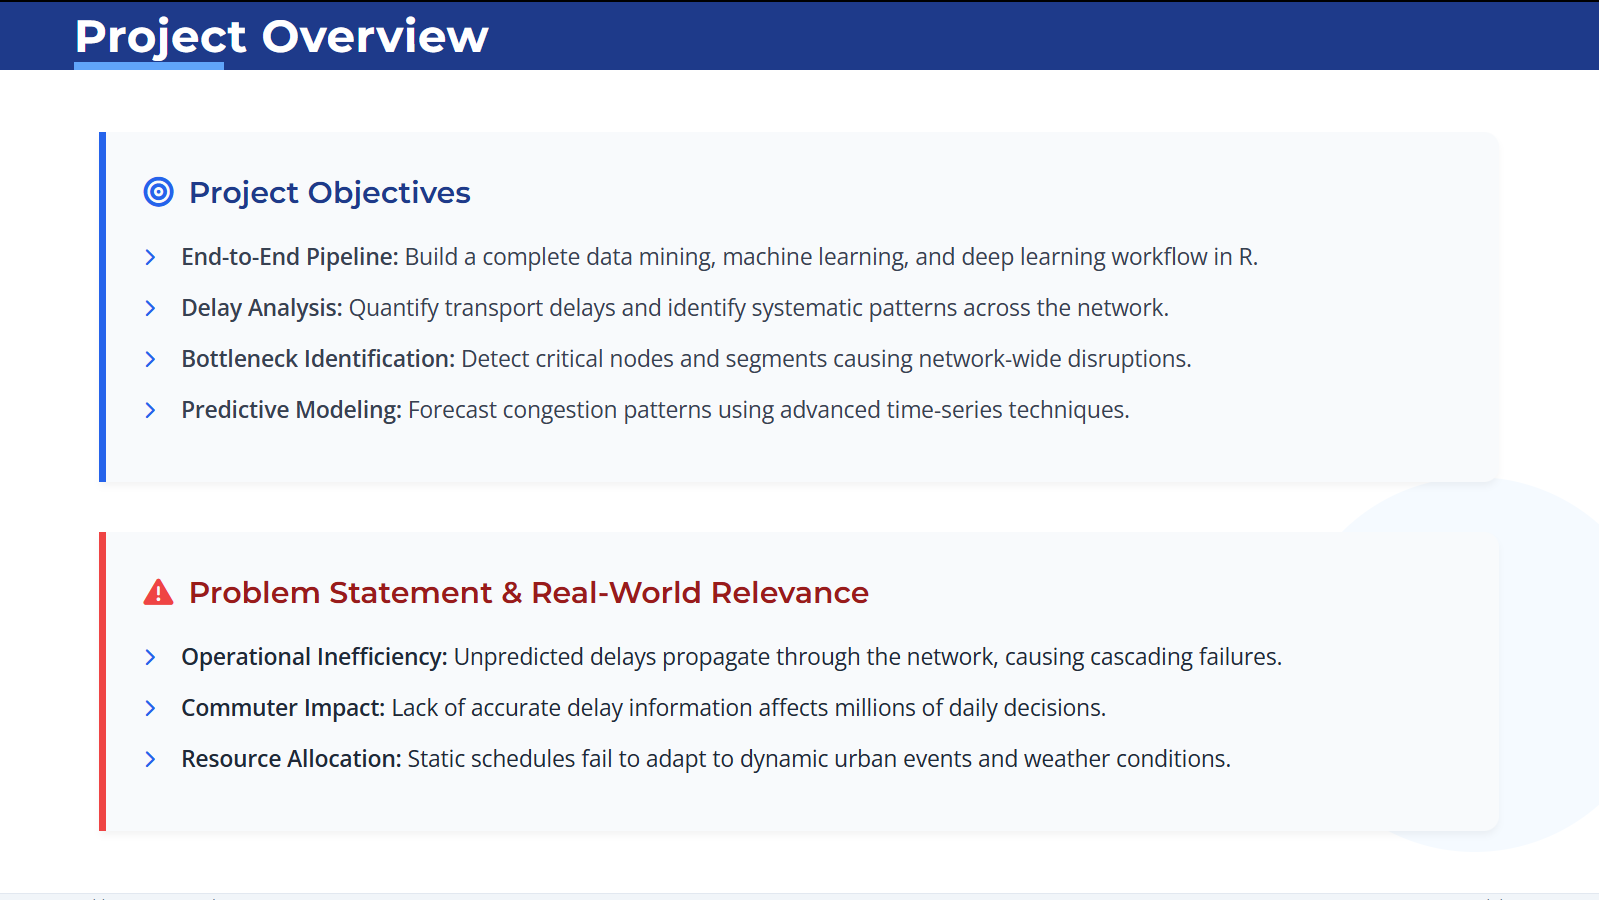 Project Overview
Project Objectives
End-to-End Pipeline: Build a complete data mining, machine learning, and deep learning workflow in R.
Delay Analysis: Quantify transport delays and identify systematic patterns across the network.
Bottleneck Identification: Detect critical nodes and segments causing network-wide disruptions.
Predictive Modeling: Forecast congestion patterns using advanced time-series techniques.
Problem Statement & Real-World Relevance
Operational Inefficiency: Unpredicted delays propagate through the network, causing cascading failures.
Commuter Impact: Lack of accurate delay information affects millions of daily decisions.
Resource Allocation: Static schedules fail to adapt to dynamic urban events and weather conditions.